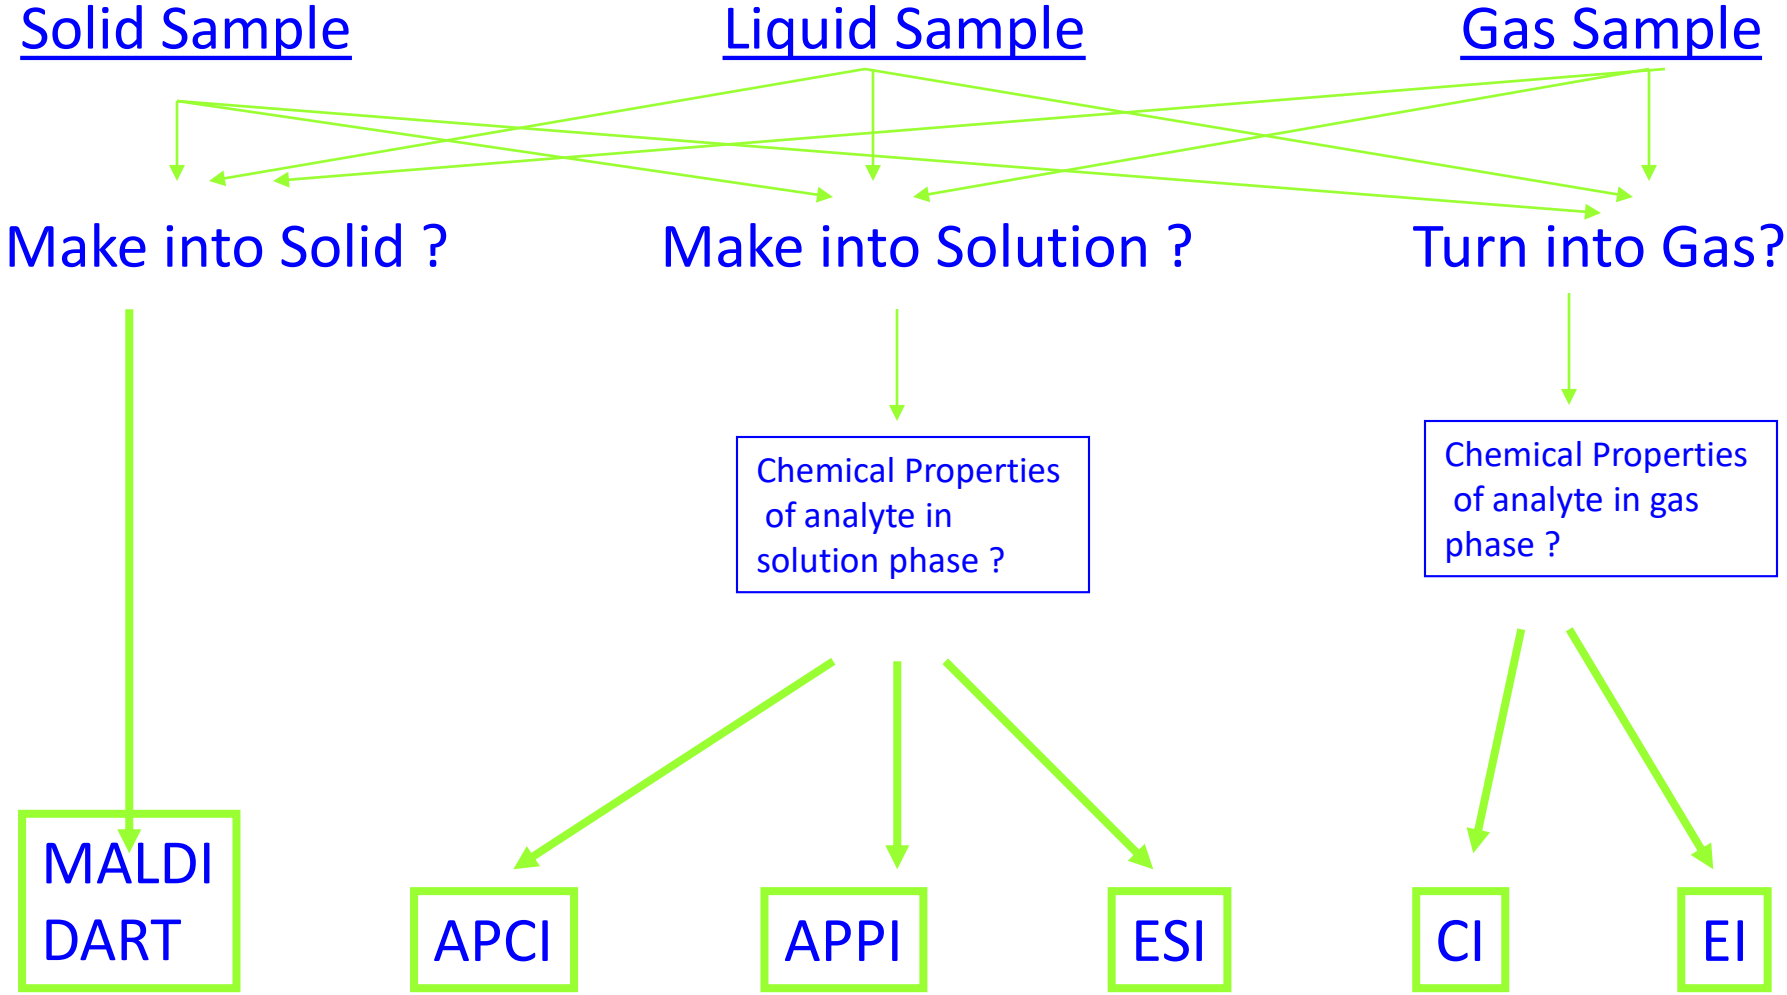 Solid Sample
Liquid Sample
Gas Sample
Make into Solid ?
Make into Solution ?
Turn into Gas?
Chemical Properties
of analyte in
solution phase ?
Chemical Properties
of analyte in gas
phase ?
MALDI
DART
APCI
APPI
ESI
CI
EI